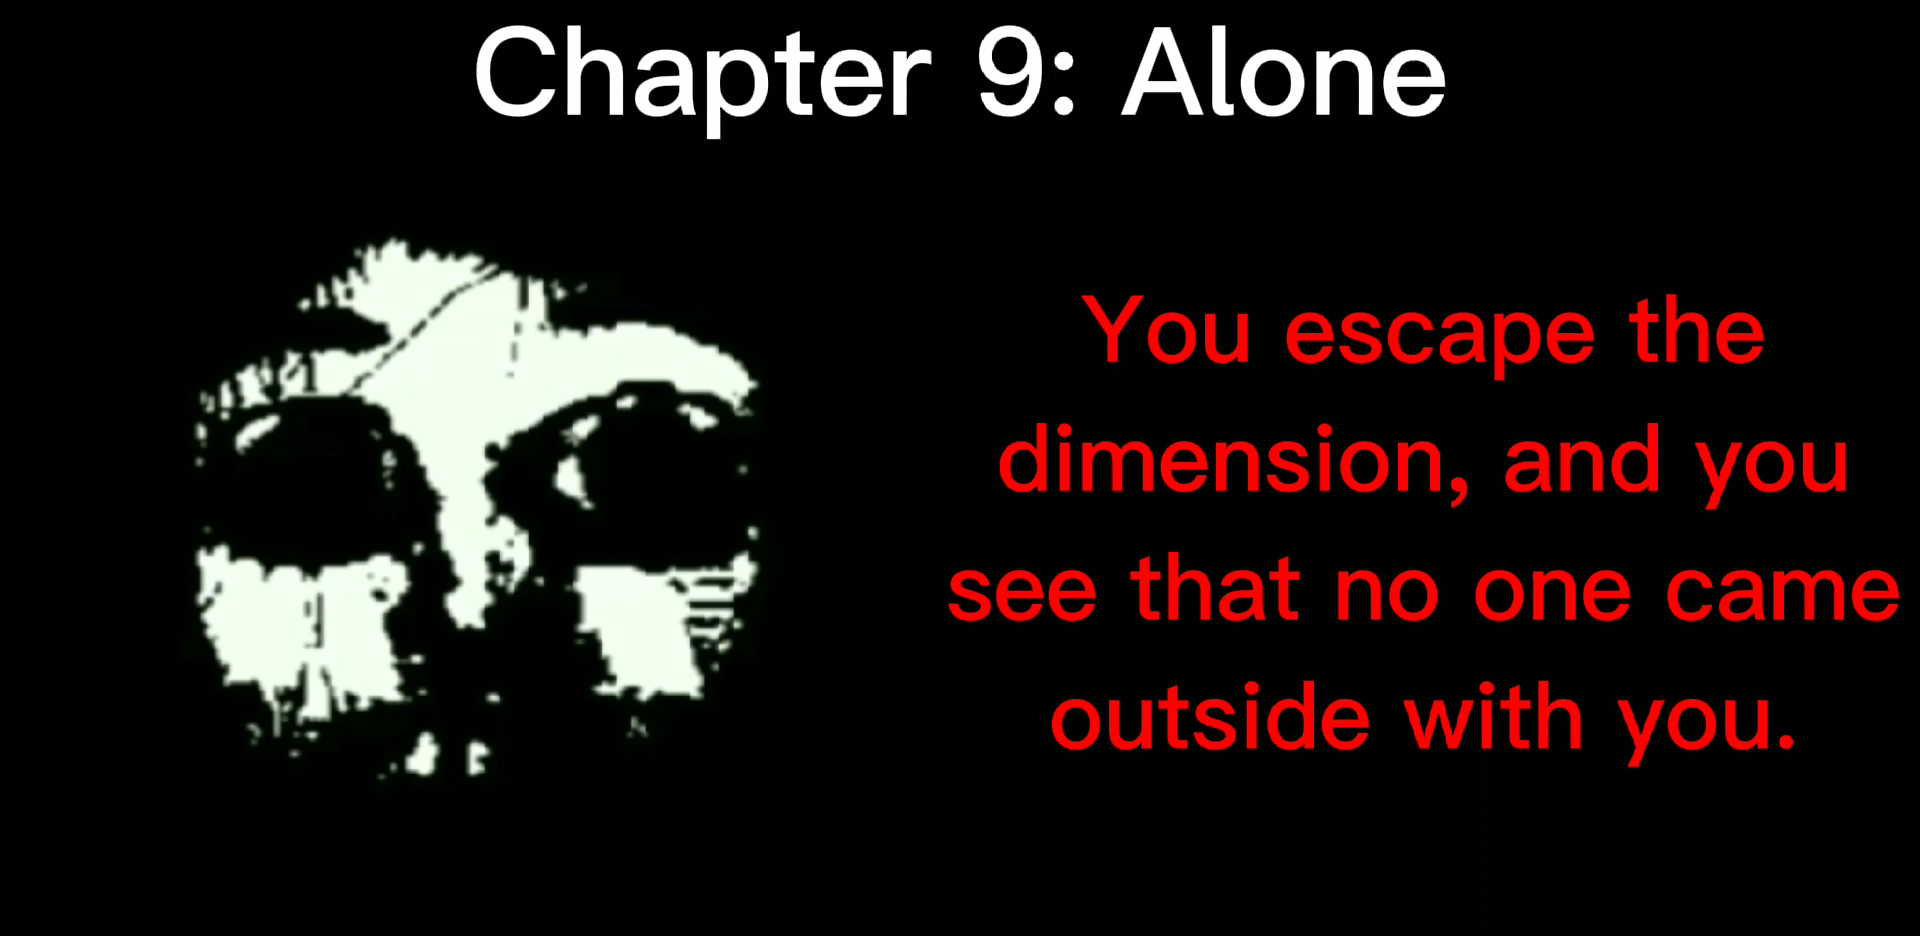 Chapter 9: Alone
You escape the
dimension, and you
see that no one came
outside with you.